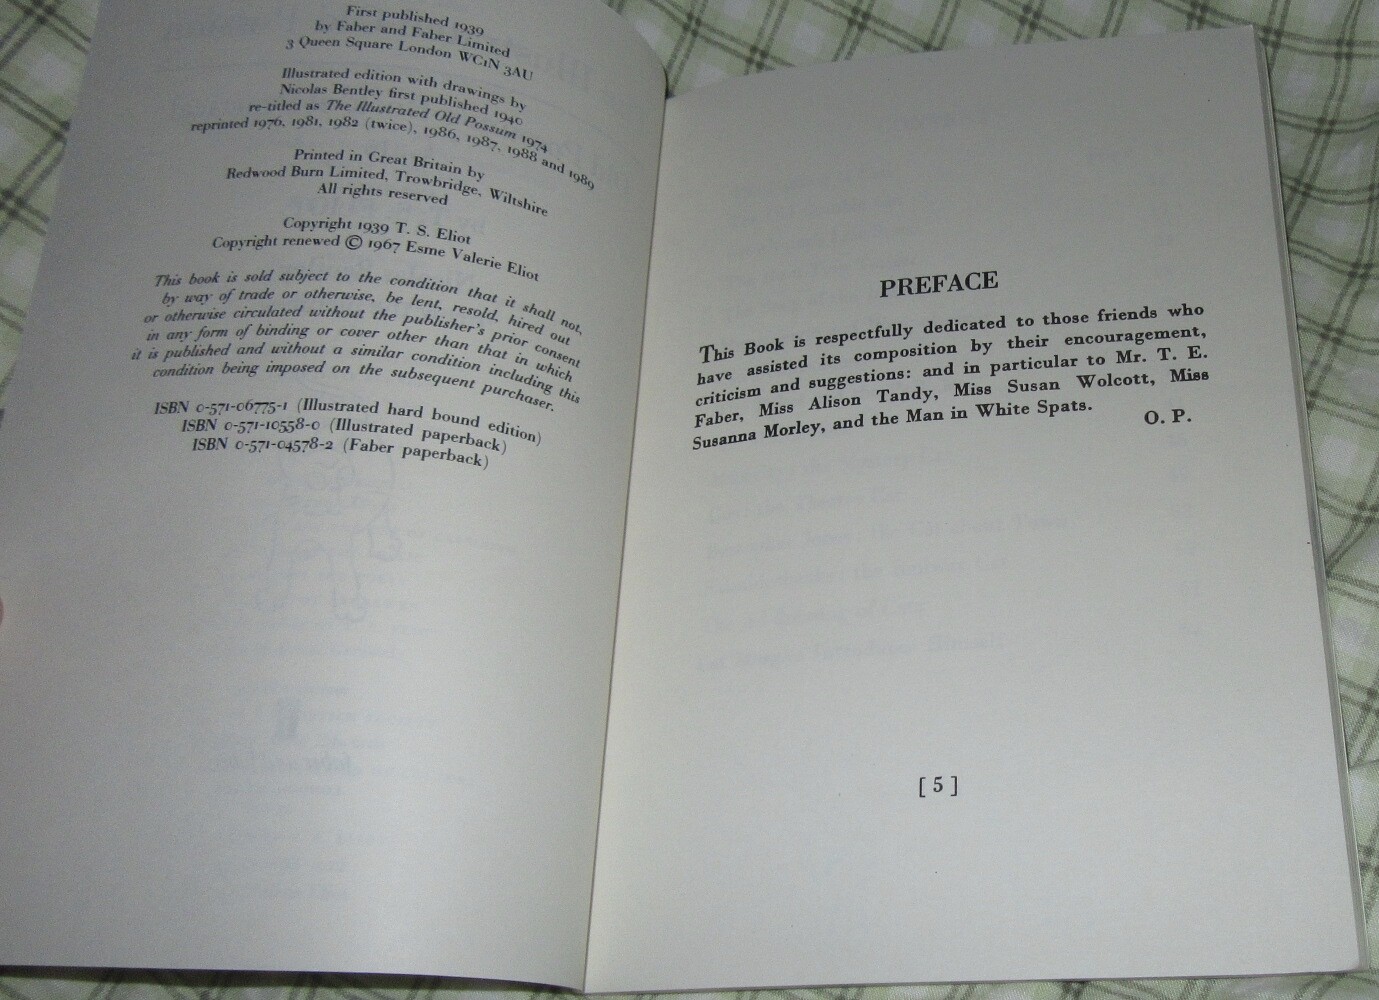 First published 1939
by Faber and Faber Limited
3 Queen Square London WC1N 3AU
Illustrated edition with drawings by
Nicolas Bentley first published 1940
re-titled as The Illustrated Old Possum 1974
reprinted 1976, 1981, 1982 (twice), 1986, 1987, 1988 and 1989
Printed in Great Britain by
Redwood Burn Limited, Trowbridge, Wiltshire
All rights reserved
Copyright 1939 T. S. Eliot
Copyright renewed © 1967 Esme Valerie Eliot
This book is sold subject to the condition that it shall not,
by way of trade or otherwise, be lent, resold, hired out
or otherwise circulated without the publisher's prior consent
in any form of binding or cover other than that in which
it is published and without a similar condition including this
condition being imposed on the subsequent purchaser.
ISBN 0-571-06775-1 (Illustrated hard bound edition)
ISBN 0-571-10558-0 (Illustrated paperback)
ISBN 0-571-04578-2 (Faber paperback)
PREFACE
This Book is respectfully dedicated to those friends who
have assisted its composition by their encouragement,
criticism and suggestions: and in particular to Mr. T. E.
Faber, Miss Alison Tandy, Miss Susan Wolcott, Miss
Susanna Morley, and the Man in White Spats.
O. P.
[ 5 ]